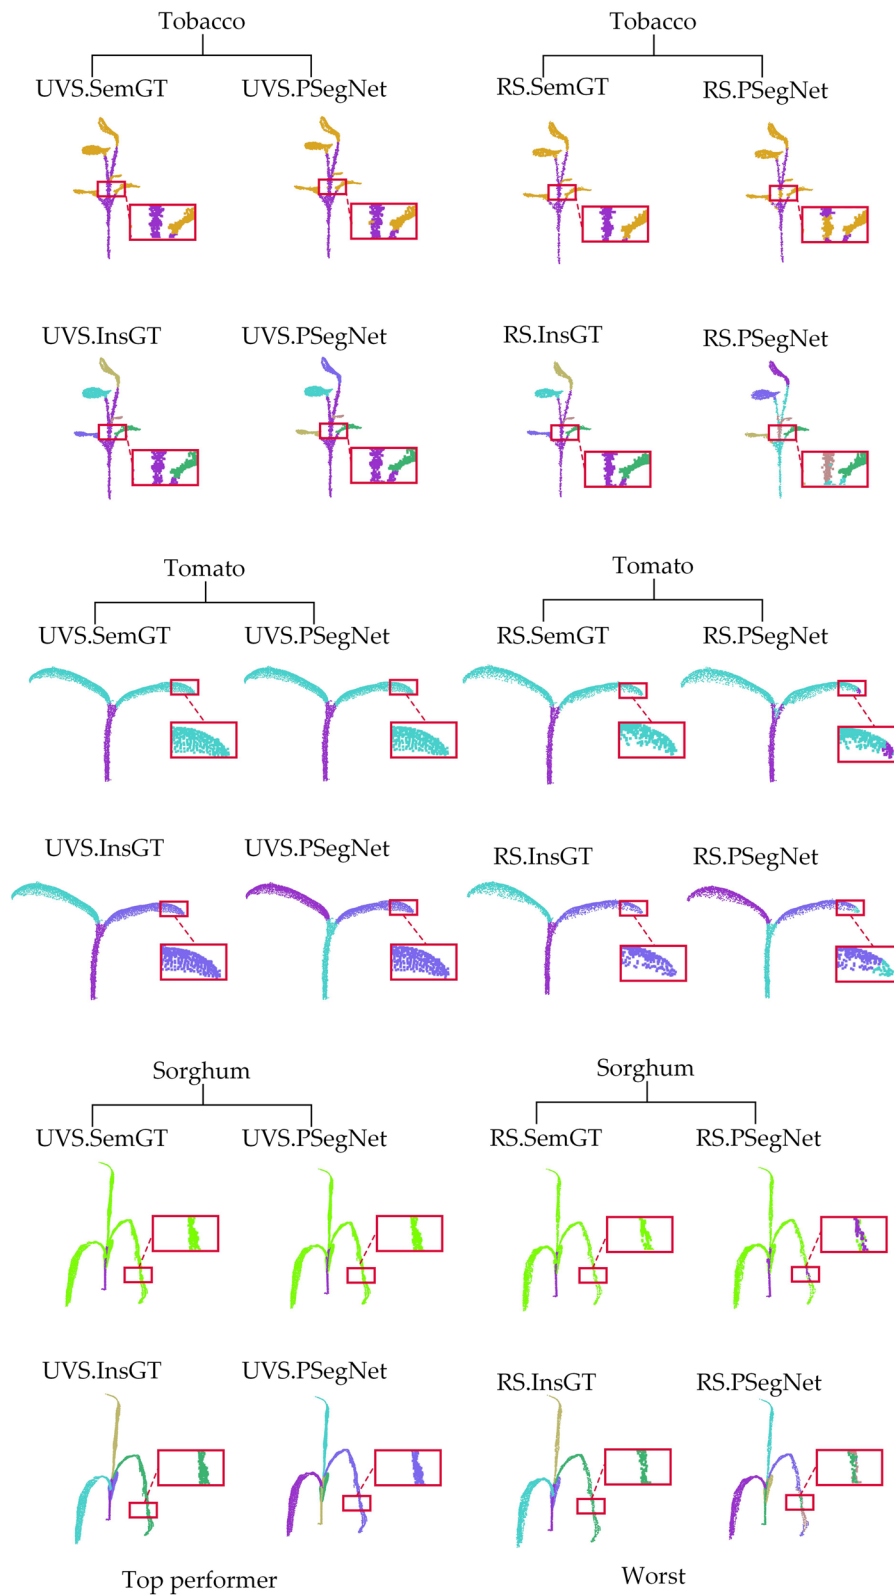 Tobacco Tobacco
UVS.SemGT UVS.PSegNet RS.SemGT RS.PSegNet
UVS.InsGT UVS.PSegNet RS.InsGT RS.PSegNet
Tomato Tomato
UVS.SemGT UVS.PSegNet RS.SemGT RS.PSegNet
UVS.InsGT UVS.PSegNet RS.InsGT RS.PSegNet
Sorghum Sorghum
UVS.SemGT UVS.PSegNet RS.SemGT RS.PSegNet
UVS.InsGT UVS.PSegNet RS.InsGT RS.PSegNet
Top performer Worst